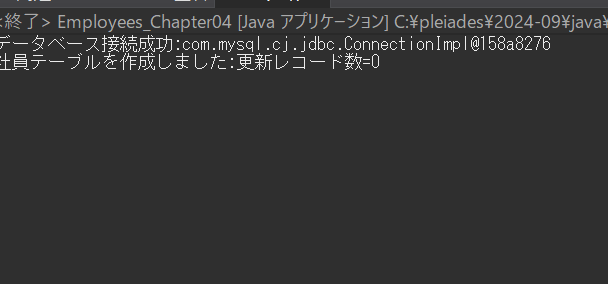 <終了> Employees_Chapter04 [Java アプリケーション] C:¥pleiades¥2024-09¥java¥
データベース接続成功:com.mysql.cj.jdbc.ConnectionImpl@158a8276
社員テーブルを作成しました:更新レコード数=0